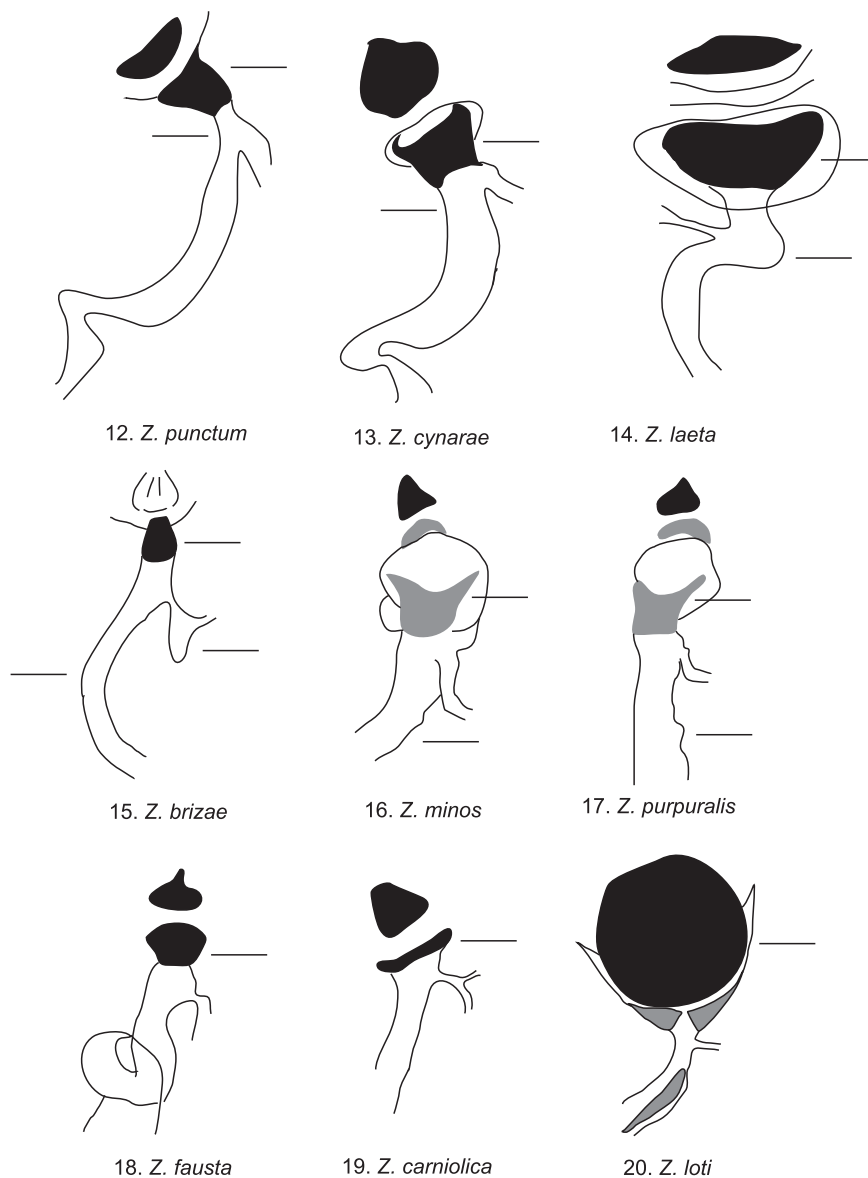 12. Z. punctum
13. Z. cynarae
14. Z. laeta
15. Z. brizae
16. Z. minos
17. Z. purpuralis
18. Z. fausta
19. Z. carniolica
20. Z. loti